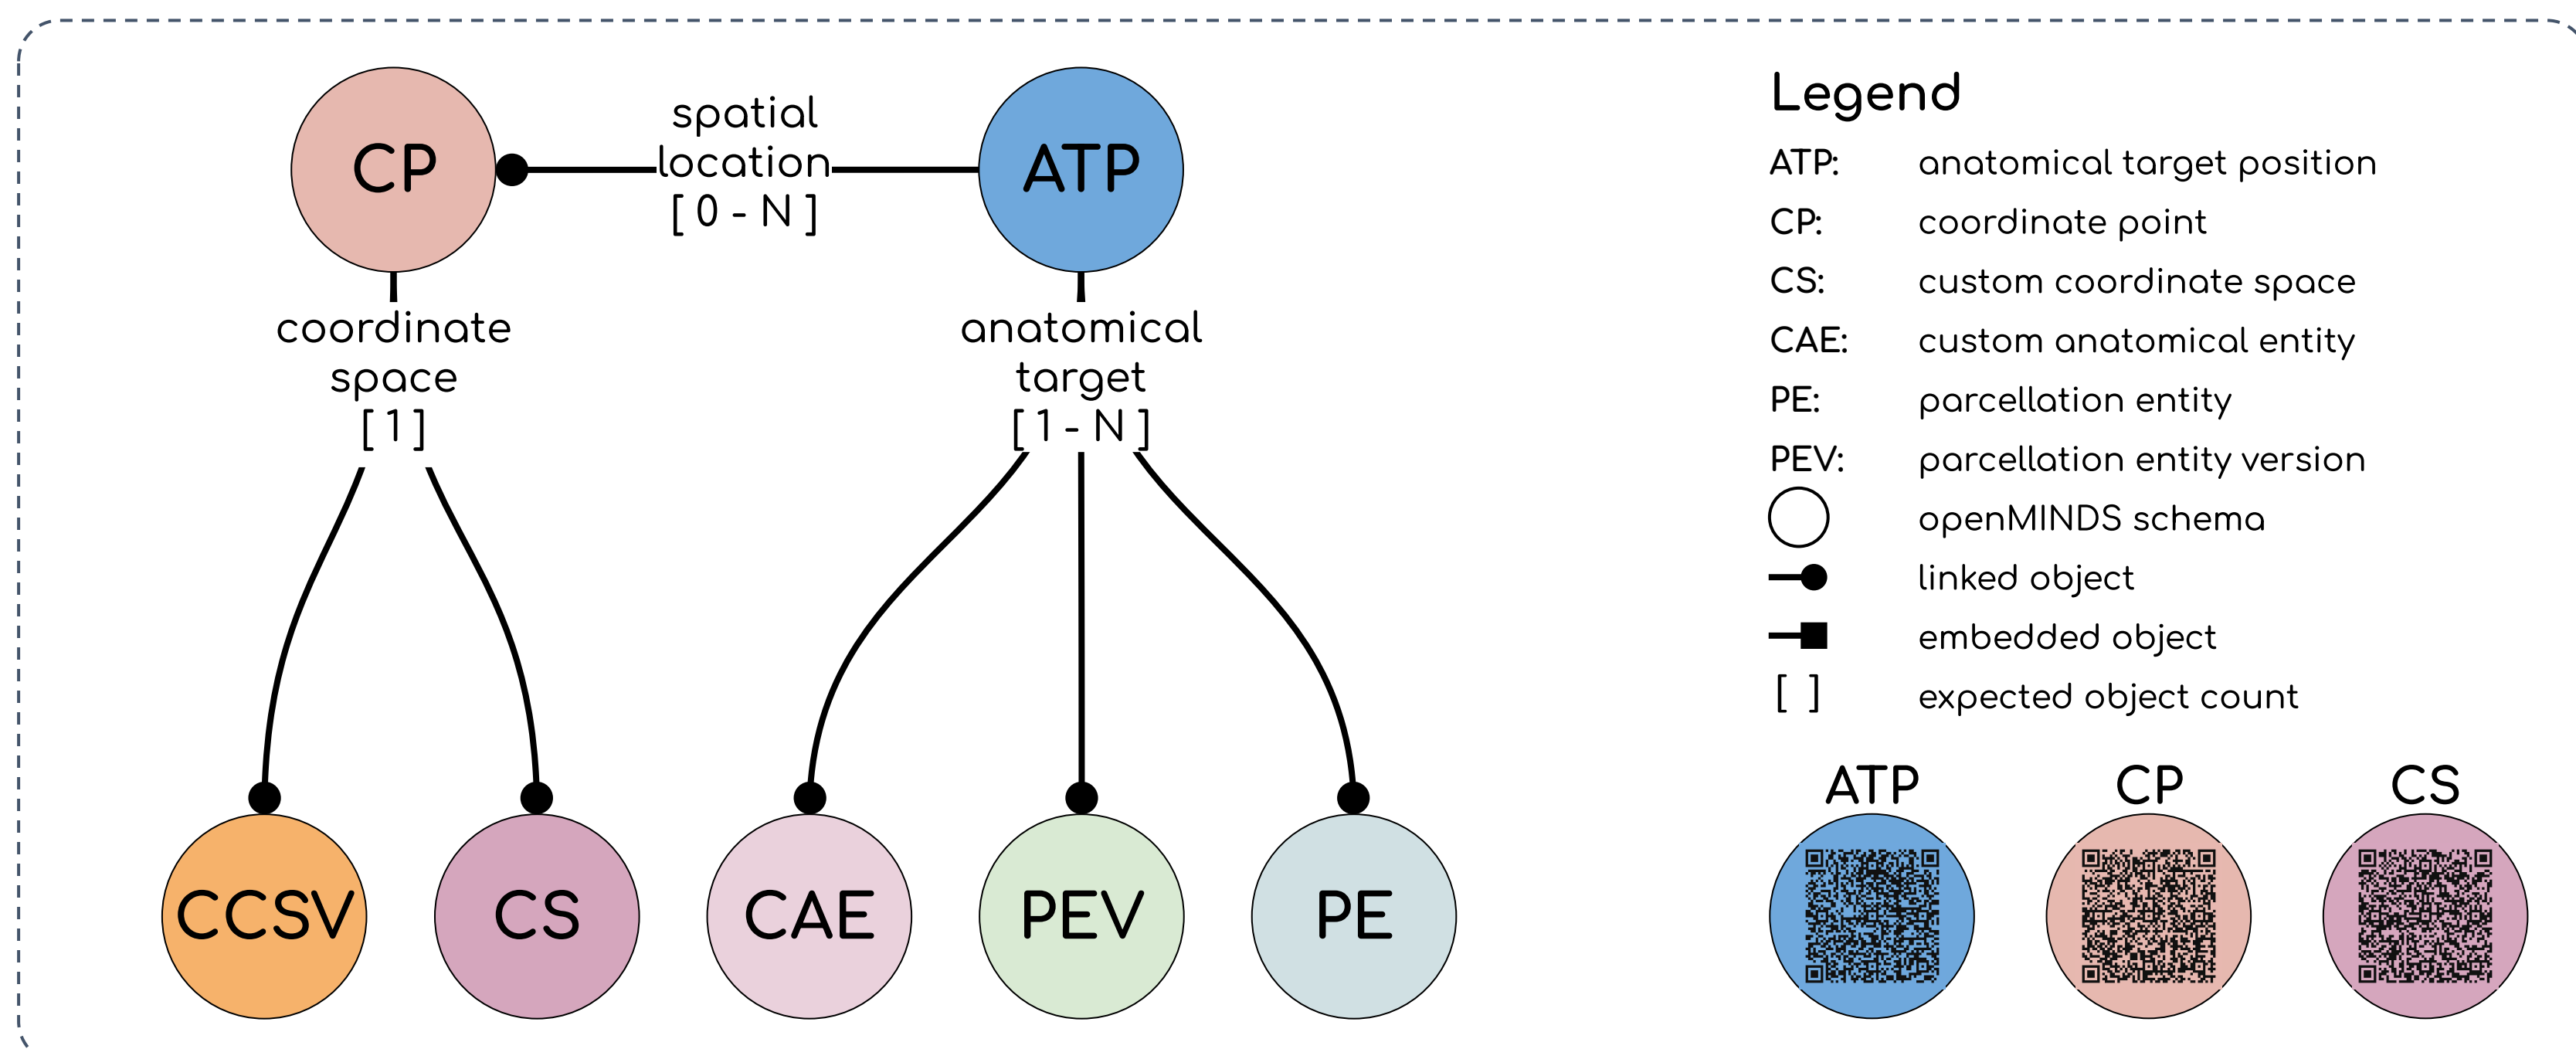 CP
spatial
location
[ 0 - N ]
ATP
coordinate
space
[ 1 ]
anatomical
target
[ 1 - N ]
CCSV
CS
CAE
PEV
PE
Legend
ATP: anatomical target position
CP: coordinate point
CS: custom coordinate space
CAE: custom anatomical entity
PE: parcellation entity
PEV: parcellation entity version
openMINDS schema
linked object
embedded object
[ ] expected object count
ATP
CP
CS